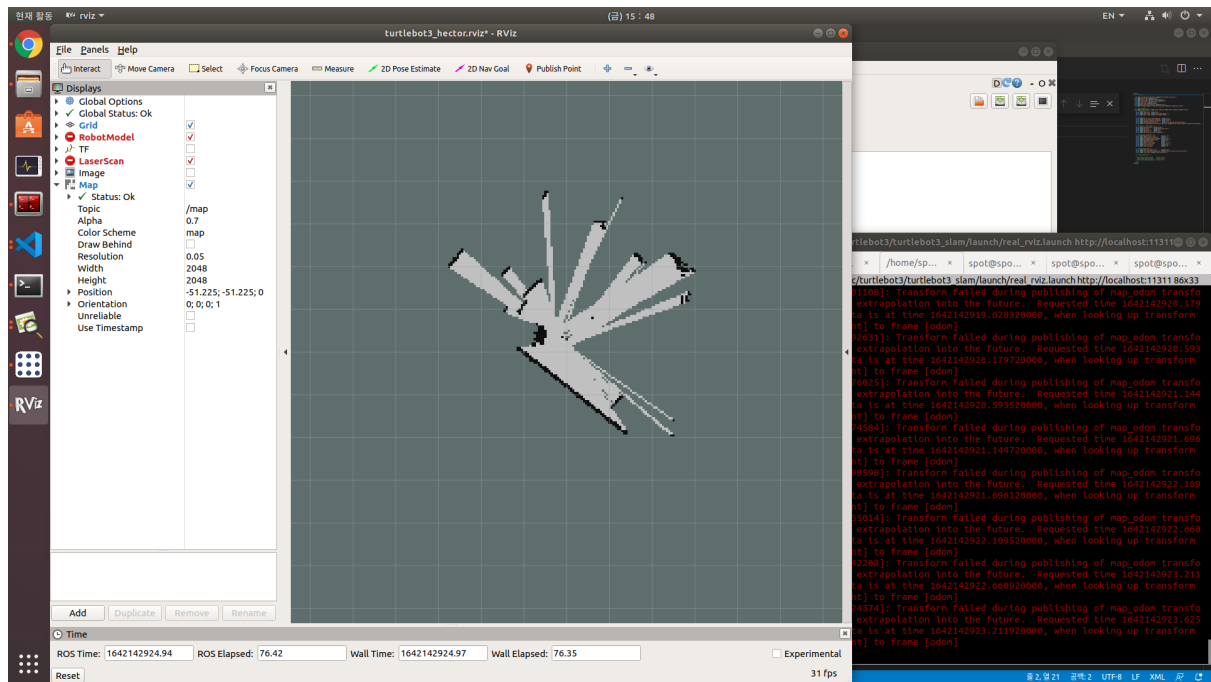 현재 활동 rviz
(금) 15 : 48
EN
turtlebot3_hector.rviz* - RViz
File Panels Help
Interact Move Camera Select Focus Camera Measure 2D Pose Estimate 2D Nav Goal Publish Point
Displays
Global Options
Global Status: Ok
Grid
RobotModel
TF
LaserScan
Image
Map
Status: Ok
Topic /map
Alpha 0.7
Color Scheme map
Draw Behind
Resolution 0.05
Width 2048
Height 2048
Position -51.225; -51.225; 0
Orientation 0; 0; 0; 1
Unreliable
Use Timestamp
Add Duplicate Remove Rename
Time
ROS Time: 1642142924.94 ROS Elapsed: 76.42 Wall Time: 1642142924.97 Wall Elapsed: 76.35 Experimental
Reset 31 fps
RViz
D C ? - O
rtlebot3/turtlebot3_slam/launch/real_rviz.launch http://localhost:11311
/home/sp... spot@spo... spot@spo... spot@spo...
c/turtlebot3/turtlebot3_slam/launch/real_rviz.launch http://localhost:11311 86x33
]: Transform failed during publishing of map_odom transfo
extrapolation into the future. Requested time 1642142920.179
ta is at time 1642142919.628320000, when looking up transform
nt] to frame [odom]
92631]: Transform failed during publishing of map_odom transfo
extrapolation into the future. Requested time 1642142920.593
ta is at time 1642142920.179720000, when looking up transform
nt] to frame [odom]
76025]: Transform failed during publishing of map_odom transfo
extrapolation into the future. Requested time 1642142921.144
ta is at time 1642142920.593520000, when looking up transform
nt] to frame [odom]
74584]: Transform failed during publishing of map_odom transfo
extrapolation into the future. Requested time 1642142921.696
ta is at time 1642142921.144720000, when looking up transform
nt] to frame [odom]
]: Transform failed during publishing of map_odom transfo
extrapolation into the future. Requested time 1642142922.109
ta is at time 1642142921.696120000, when looking up transform
nt] to frame [odom]
]: Transform failed during publishing of map_odom transfo
extrapolation into the future. Requested time 1642142922.660
ta is at time 1642142922.109520000, when looking up transform
nt] to frame [odom]
42208]: Transform failed during publishing of map_odom transfo
extrapolation into the future. Requested time 1642142923.211
ta is at time 1642142922.660920000, when looking up transform
nt] to frame [odom]
24374]: Transform failed during publishing of map_odom transfo
extrapolation into the future. Requested time 1642142923.625
ta is at time 1642142923.211920000, when looking up transform
nt] to frame [odom]
줄 2, 열 21 공백: 2 UTF-8 LF XML